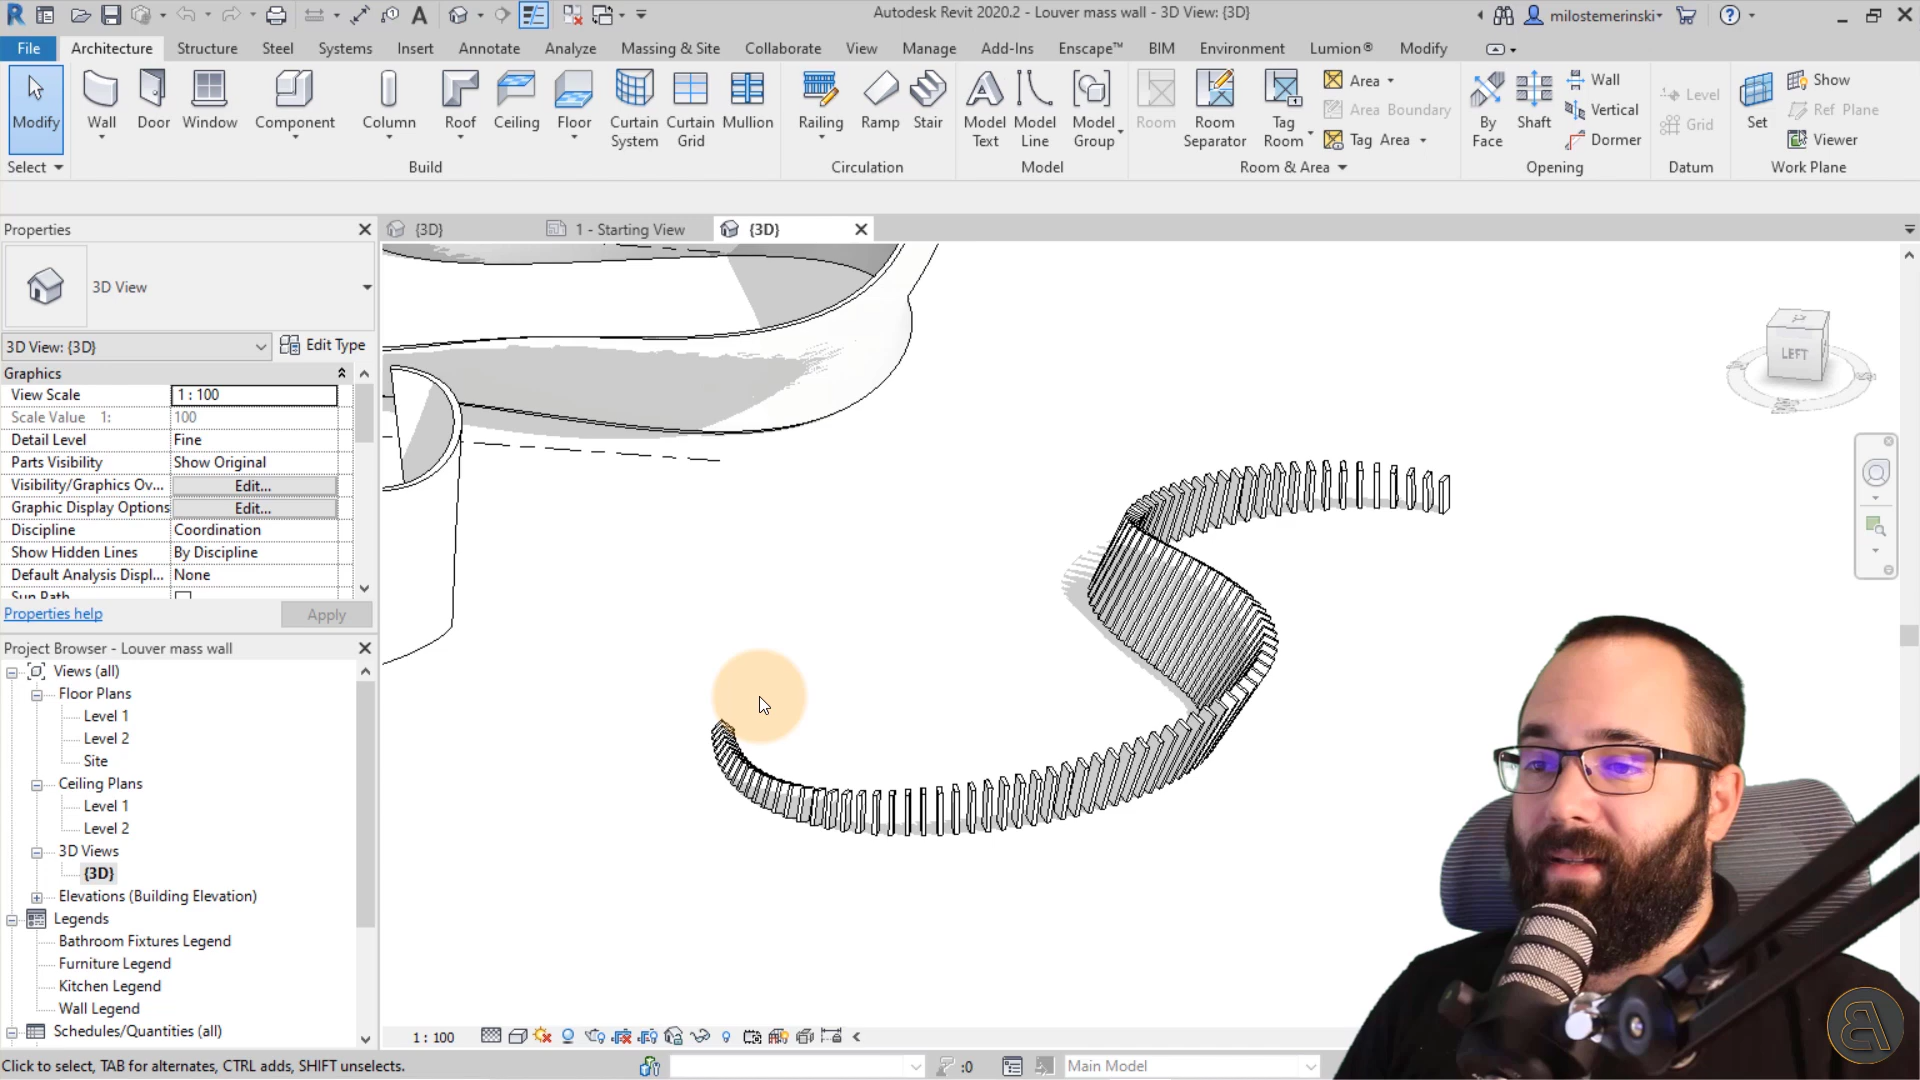 Autodesk Revit 2020.2 - Louver mass wall - 3D View: {3D}
milostemerinski
File Architecture Structure Steel Systems Insert Annotate Analyze Massing & Site Collaborate View Manage Add-Ins Enscape™ BIM Environment Lumion® Modify
Modify
Wall
Door
Window
Component
Column
Roof
Ceiling
Floor
Curtain
System
Curtain
Grid
Mullion
Railing
Ramp
Stair
Model
Text
Model
Line
Model
Group
Room
Room
Separator
Tag
Room
Area
Area Boundary
Tag Area
By
Face
Shaft
Wall
Vertical
Dormer
Level
Grid
Set
Show
Ref Plane
Viewer
Select
Build
Circulation
Model
Room & Area
Opening
Datum
Work Plane
Properties
{3D}
1 - Starting View
{3D}
3D View
3D View: {3D}
Edit Type
Graphics
View Scale 1 : 100
Scale Value 1: 100
Detail Level Fine
Parts Visibility Show Original
Visibility/Graphics Ov... Edit...
Graphic Display Options Edit...
Discipline Coordination
Show Hidden Lines By Discipline
Default Analysis Displ... None
Sun Path
Properties help
Apply
Project Browser - Louver mass wall
Views (all)
Floor Plans
Level 1
Level 2
Site
Ceiling Plans
Level 1
Level 2
3D Views
{3D}
Elevations (Building Elevation)
Legends
Bathroom Fixtures Legend
Furniture Legend
Kitchen Legend
Wall Legend
Schedules/Quantities (all)
LEFT
1 : 100
Click to select, TAB for alternates, CTRL adds, SHIFT unselects.
:0
Main Model